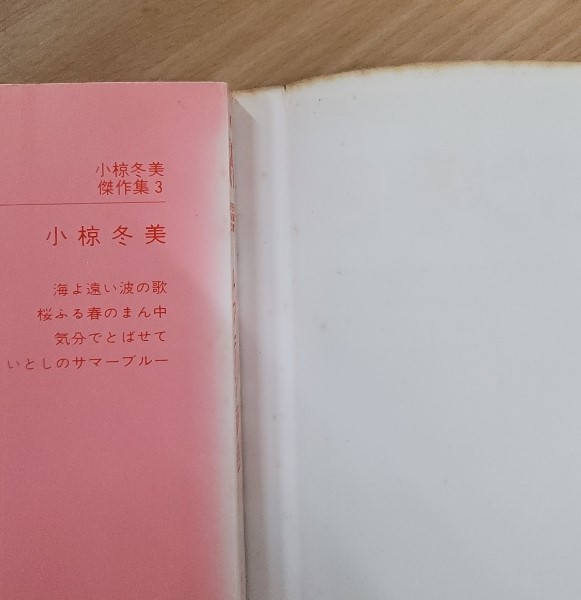 小椋冬美
傑作集3
小椋冬美
海よ遠い波の歌
桜ふる春のまん中
気分でとばせて
いとしのサマーブルー